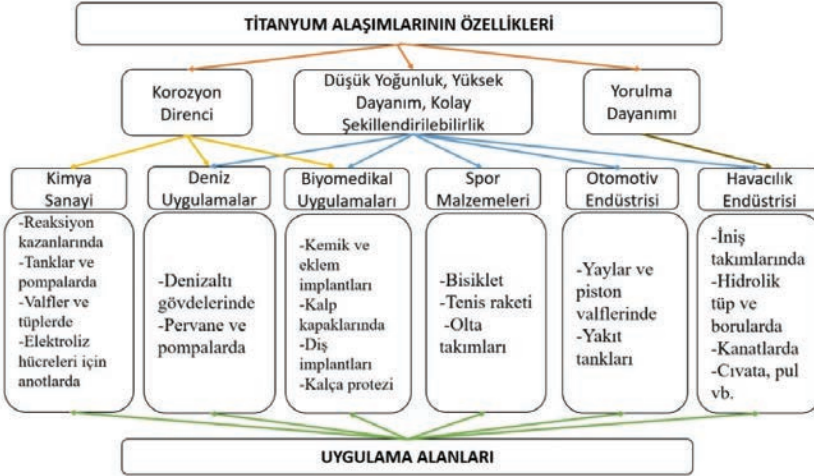 TİTANYUM ALAŞIMLARININ ÖZELLİKLERİ
Korozyon
Direnci
Düşük Yoğunluk, Yüksek
Dayanım, Kolay
Şekillendirilebilirlik
Yorulma
Dayanımı
Kimya
Sanayi
-Reaksiyon
kazanlarında
-Tanklar ve
pompalarda
-Valfler ve
tüplerde
-Elektroliz
hücreleri için
anotlarda
Deniz
Uygulamalar
-Denizaltı
gövdelerinde
-Pervane ve
pompalarda
Biyomedikal
Uygulamaları
-Kemik ve
eklem
implantları
-Kalp
kapaklarında
-Diş
implantları
-Kalça protezi
Spor
Malzemeleri
-Bisiklet
-Tenis raketi
-Olta
takımları
Otomotiv
Endüstrisi
-Yaylar ve
piston
valflerinde
-Yakıt
tankları
Havacılık
Endüstrisi
-İniş
takımlarında
-Hidrolik
tüp ve
borularda
-Kanatlarda
-Cıvata, pul
vb.
UYGULAMA ALANLARI